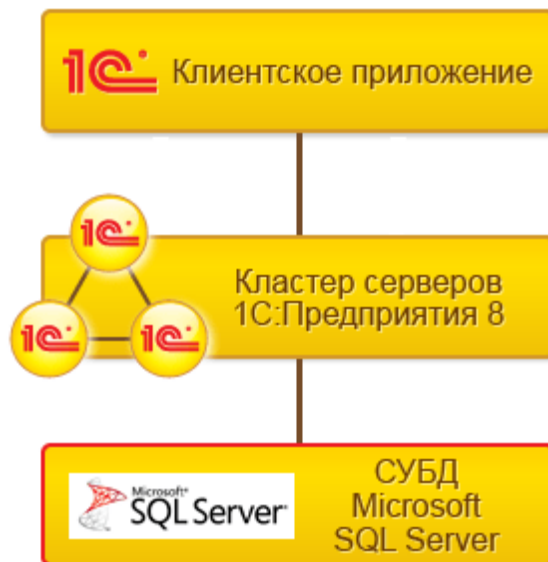 1С Клиентское приложение
1С
Кластер серверов
1С:Предприятия 8
1С 1С
Microsoft®
SQL Server®
СУБД
Microsoft
SQL Server